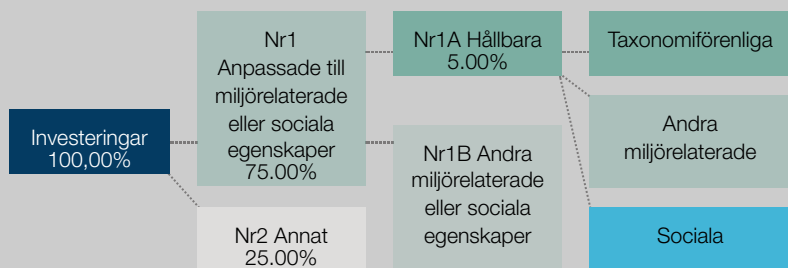 Investeringar
100,00%
Nr1
Anpassade till
miljörelaterade
eller sociala
egenskaper
75.00%
Nr2 Annat
25.00%
Nr1A Hållbara
5.00%
Nr1B Andra
miljörelaterade
eller sociala
egenskaper
Taxonomiförenliga
Andra
miljörelaterade
Sociala